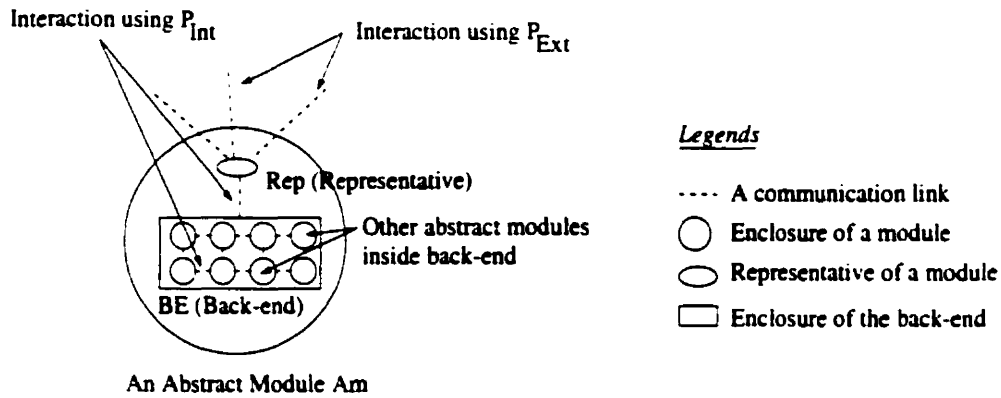 Interaction using P_Int
Interaction using P_Ext
Rep (Representative)
Other abstract modules
inside back-end
BE (Back-end)
An Abstract Module Am
Legends
A communication link
Enclosure of a module
Representative of a module
Enclosure of the back-end